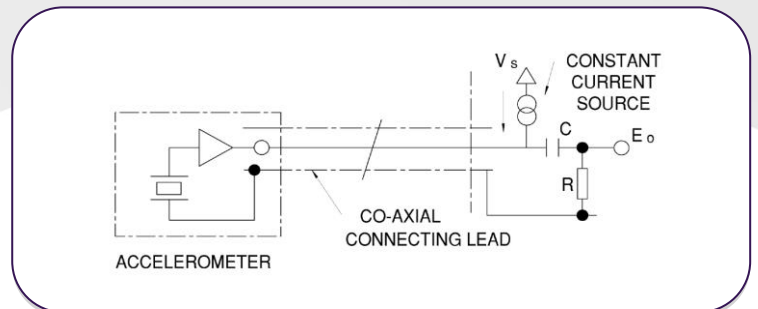 V s
CONSTANT
CURRENT
SOURCE
C
E o
R
CO-AXIAL
CONNECTING LEAD
ACCELEROMETER